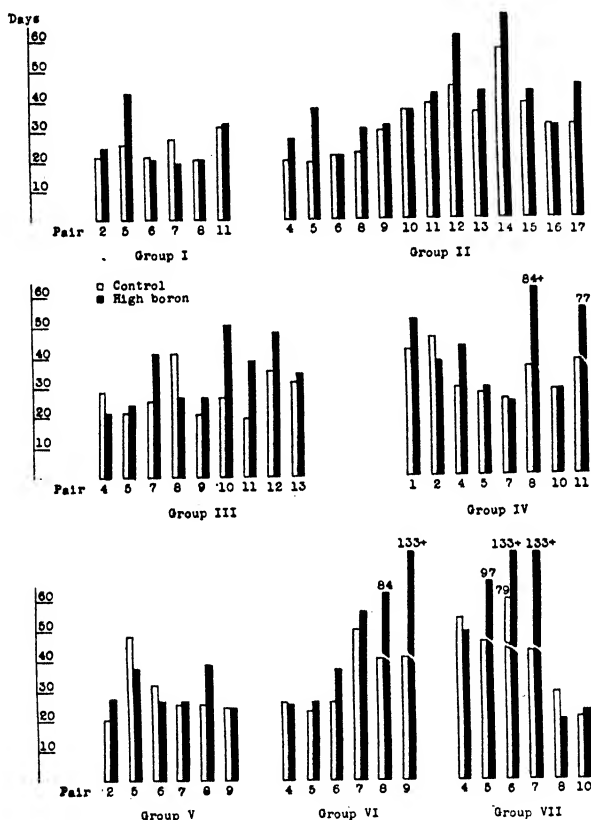 Days
60
50
40
30
20
10
Pair 2 5 6 7 8 11 4 5 6 8 9 10 11 12 13 14 15 16 17
Group I Group II
□ Control
■ High boron
60
50
40
30
20
10
84+
77
Pair 4 5 7 8 9 10 11 12 13 1 2 4 5 7 8 10 11
Group III Group IV
133+ 133+ 133+
84 97 79
60
50
40
30
20
10
Pair 2 5 6 7 8 9 4 5 6 7 8 9 4 5 6 7 8 10
Group V Group VI Group VII